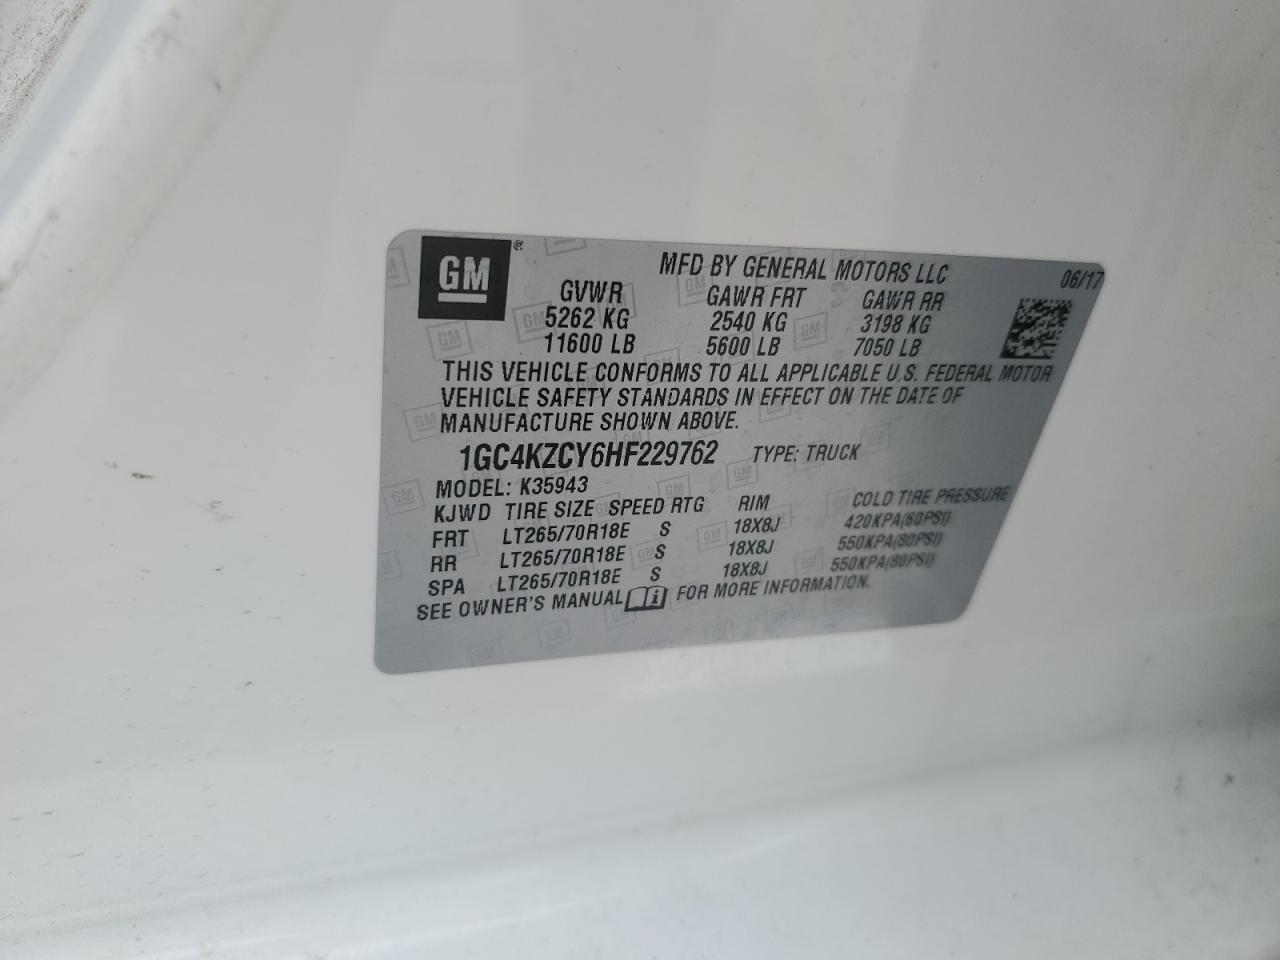 GM ®
MFD BY GENERAL MOTORS LLC
06/17
GVWR GAWR FRT GAWR RR
5262 KG 2540 KG 3198 KG
11600 LB 5600 LB 7050 LB
THIS VEHICLE CONFORMS TO ALL APPLICABLE U.S. FEDERAL MOTOR
VEHICLE SAFETY STANDARDS IN EFFECT ON THE DATE OF
MANUFACTURE SHOWN ABOVE.
1GC4KZCY6HF229762 TYPE: TRUCK
MODEL: K35943
KJWD TIRE SIZE SPEED RTG RIM COLD TIRE PRESSURE
FRT LT265/70R18E S 18X8J 420KPA(60PSI)
RR LT265/70R18E S 18X8J 550KPA(80PSI)
SPA LT265/70R18E S 18X8J 550KPA(80PSI)
SEE OWNER'S MANUAL i FOR MORE INFORMATION.